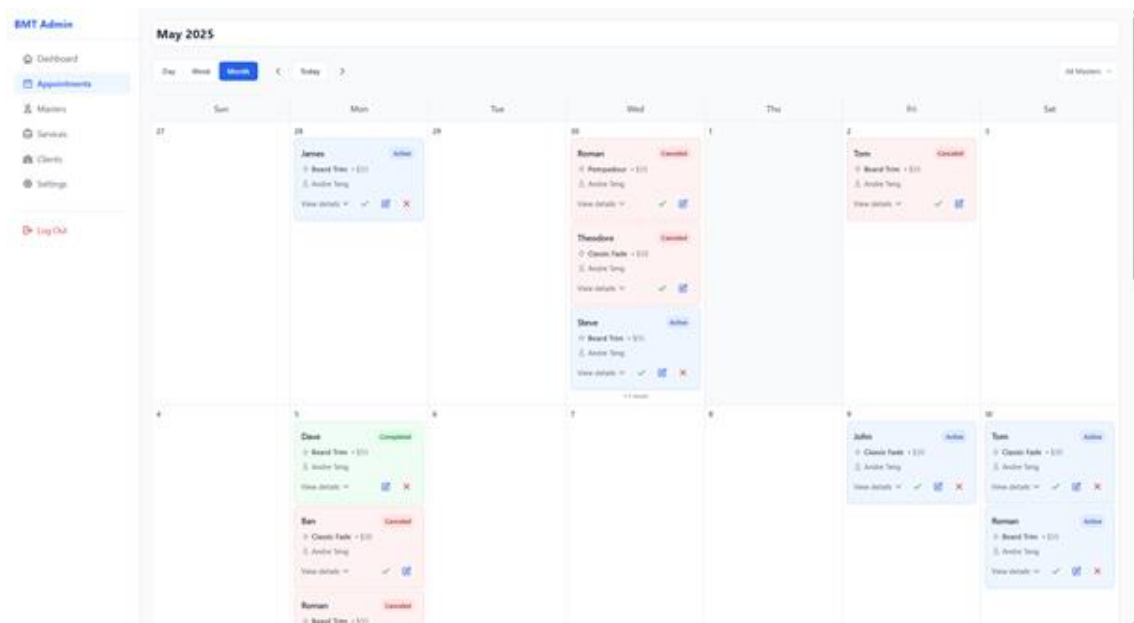 BMT Admin
Dashboard
Appointments
Masters
Services
Clients
Settings
Log Out
May 2025
Day Week Month < Today >
All Masters
Sun Mon Tue Wed Thu Fri Sat
27 28 29 30 1 2 3
James Active
Beard Trim
Andre Teng
View details
Roman Canceled
Pompadour
Andre Teng
View details
Theodore Canceled
Classic Fade
Andre Teng
View details
Steve Active
Beard Trim
Andre Teng
View details
Tom Canceled
Beard Trim
Andre Teng
View details
4 5 6 7 8 9 10
Dave Completed
Beard Trim
Andre Teng
View details
Ban Canceled
Classic Fade
Andre Teng
View details
Roman Canceled
Beard Trim
John Active
Classic Fade
Andre Teng
View details
Tom Active
Classic Fade
Andre Teng
View details
Roman Active
Beard Trim
Andre Teng
View details